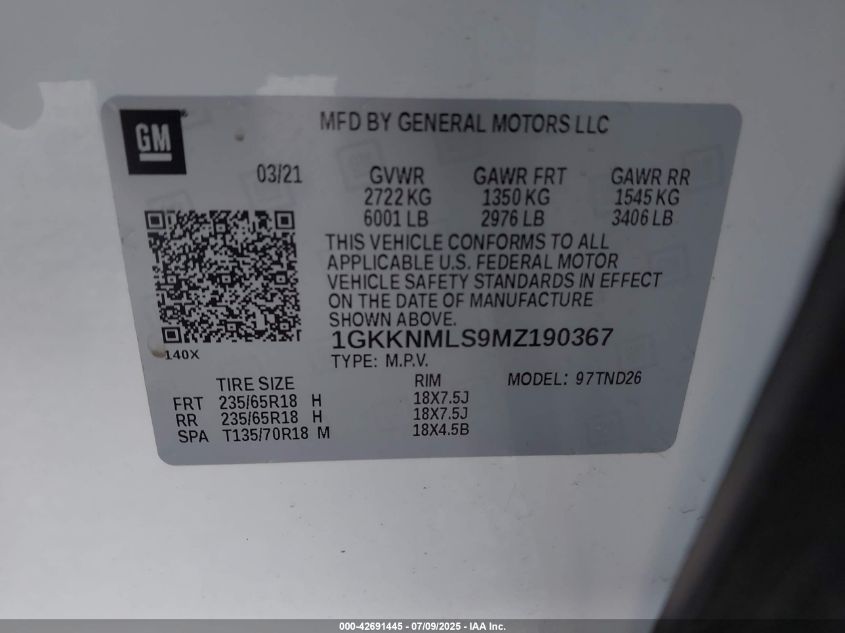 GM
MFD BY GENERAL MOTORS LLC
03/21 GVWR GAWR FRT GAWR RR
2722 KG 1350 KG 1545 KG
6001 LB 2976 LB 3406 LB
THIS VEHICLE CONFORMS TO ALL
APPLICABLE U.S. FEDERAL MOTOR
VEHICLE SAFETY STANDARDS IN EFFECT
ON THE DATE OF MANUFACTURE
SHOWN ABOVE.
1GKKNMLS9MZ190367
140X
TYPE: M.P.V.
TIRE SIZE RIM MODEL: 97TND26
FRT 235/65R18 H 18X7.5J
RR 235/65R18 H 18X7.5J
SPA T135/70R18 M 18X4.5B
000-42691445 / 07/09/2025 - IAA Inc.